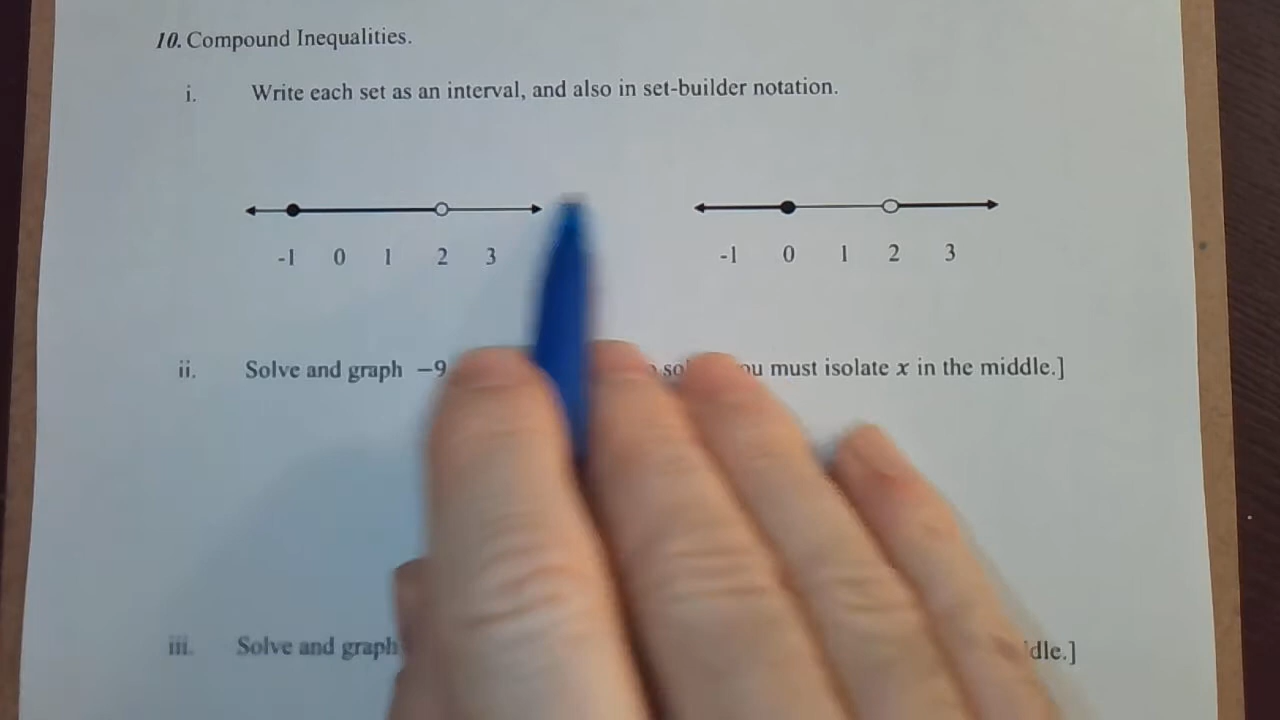 10. Compound Inequalities.
i. Write each set as an interval, and also in set-builder notation.
-1 0 1 2 3 -1 0 1 2 3
ii. Solve and graph −9 you must isolate x in the middle.]
iii. Solve and graph